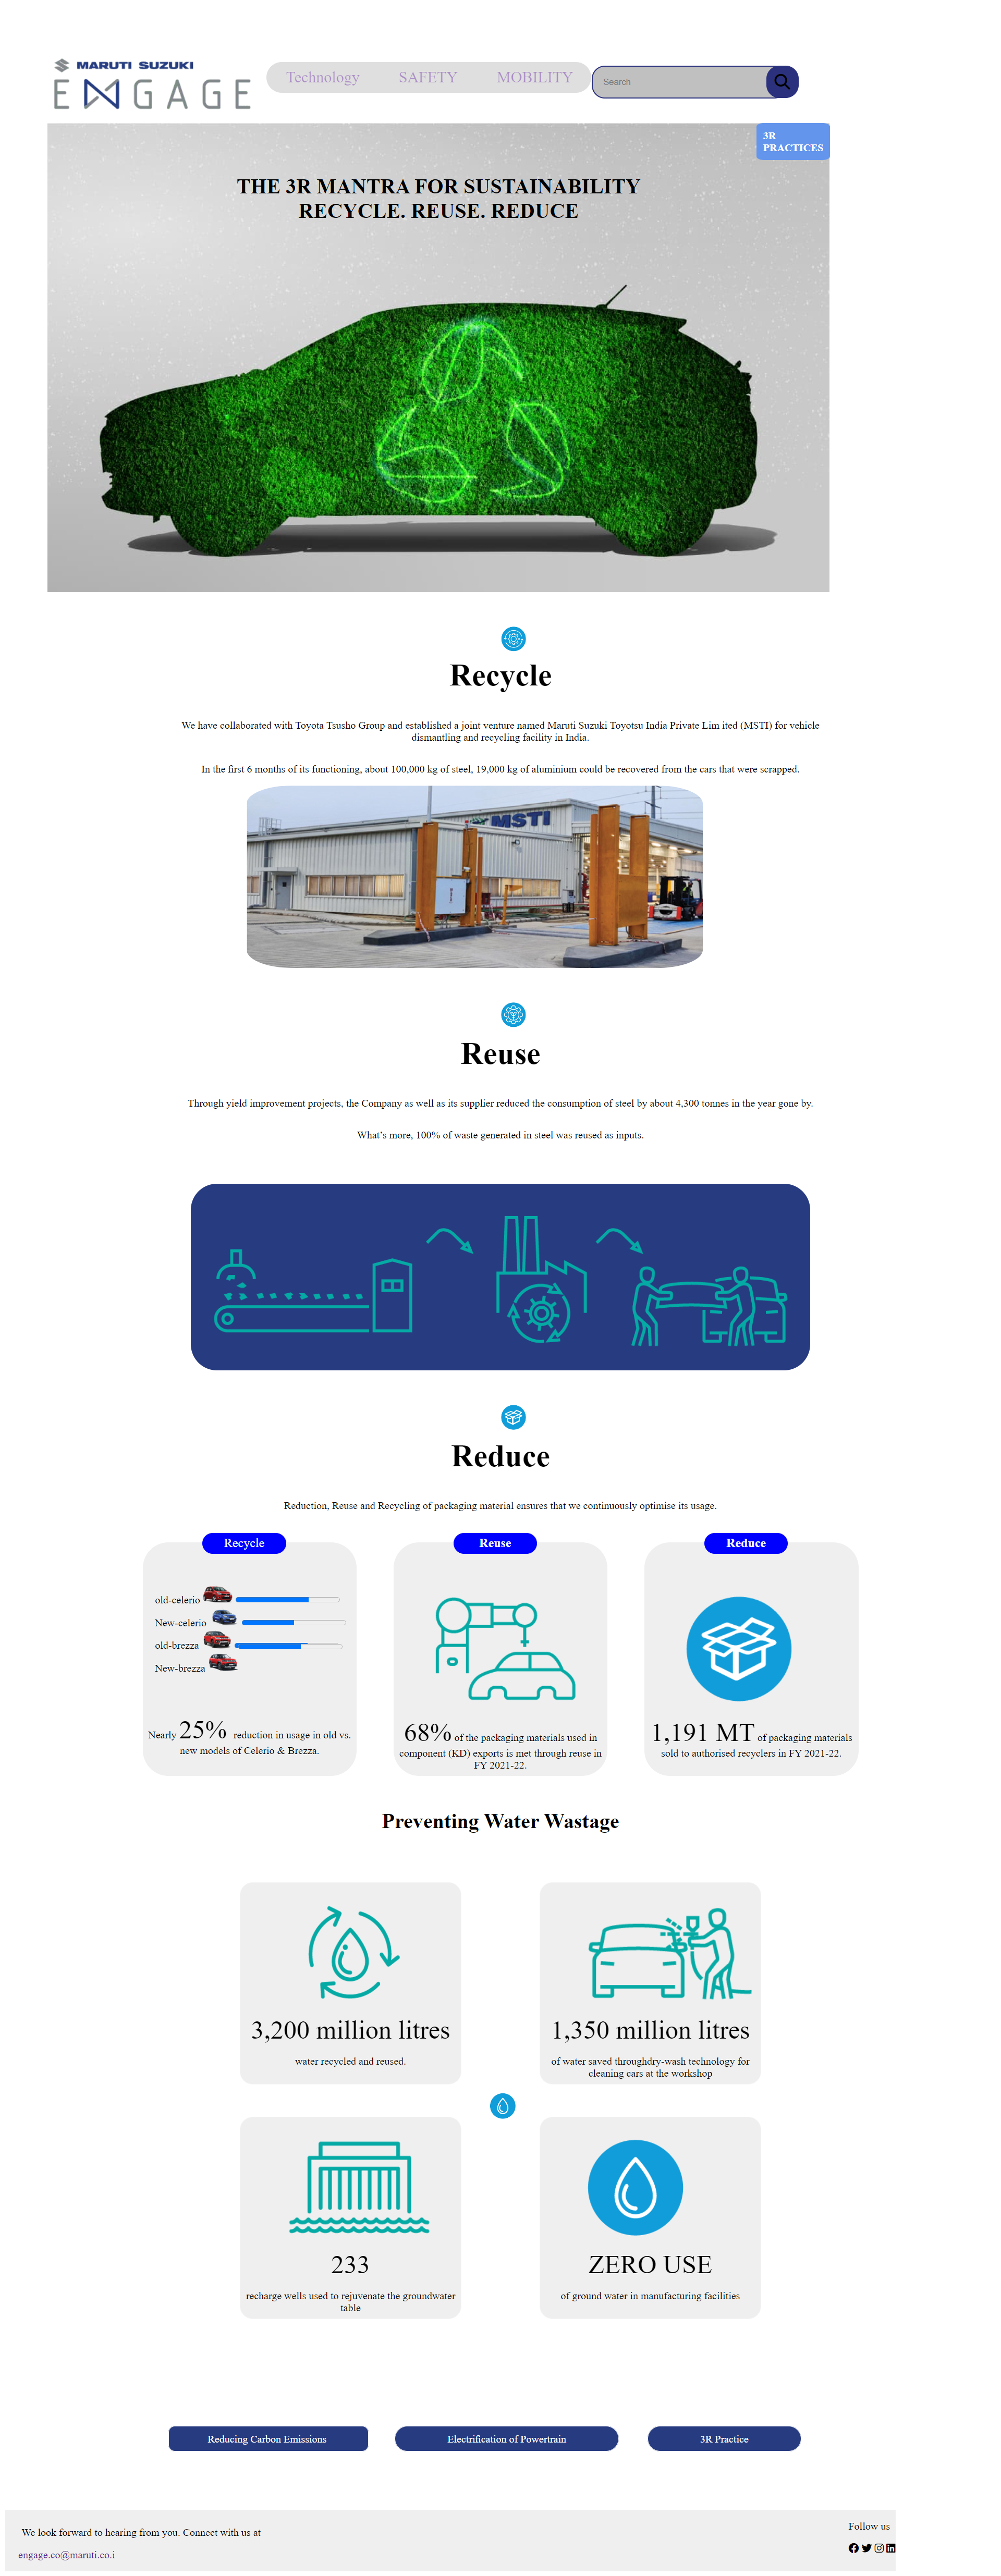 MARUTI SUZUKI
ENGAGE
Technology SAFETY MOBILITY
Search
3R
PRACTICES
THE 3R MANTRA FOR SUSTAINABILITY
RECYCLE. REUSE. REDUCE
Recycle
We have collaborated with Toyota Tsusho Group and established a joint venture named Maruti Suzuki Toyotsu India Private Lim ited (MSTI) for vehicle
dismantling and recycling facility in India.
In the first 6 months of its functioning, about 100,000 kg of steel, 19,000 kg of aluminium could be recovered from the cars that were scrapped.
MSTI
Reuse
Through yield improvement projects, the Company as well as its supplier reduced the consumption of steel by about 4,300 tonnes in the year gone by.
What's more, 100% of waste generated in steel was reused as inputs.
Reduce
Reduction, Reuse and Recycling of packaging material ensures that we continuously optimise its usage.
Recycle
old-celerio
New-celerio
old-brezza
New-brezza
Nearly 25% reduction in usage in old vs.
new models of Celerio & Brezza.
Reuse
68% of the packaging materials used in
component (KD) exports is met through reuse in
FY 2021-22.
Reduce
1,191 MT of packaging materials
sold to authorised recyclers in FY 2021-22.
Preventing Water Wastage
3,200 million litres
water recycled and reused.
1,350 million litres
of water saved throughdry-wash technology for
cleaning cars at the workshop
233
recharge wells used to rejuvenate the groundwater
table
ZERO USE
of ground water in manufacturing facilities
Reducing Carbon Emissions
Electrification of Powertrain
3R Practice
We look forward to hearing from you. Connect with us at
engage.co@maruti.co.i
Follow us